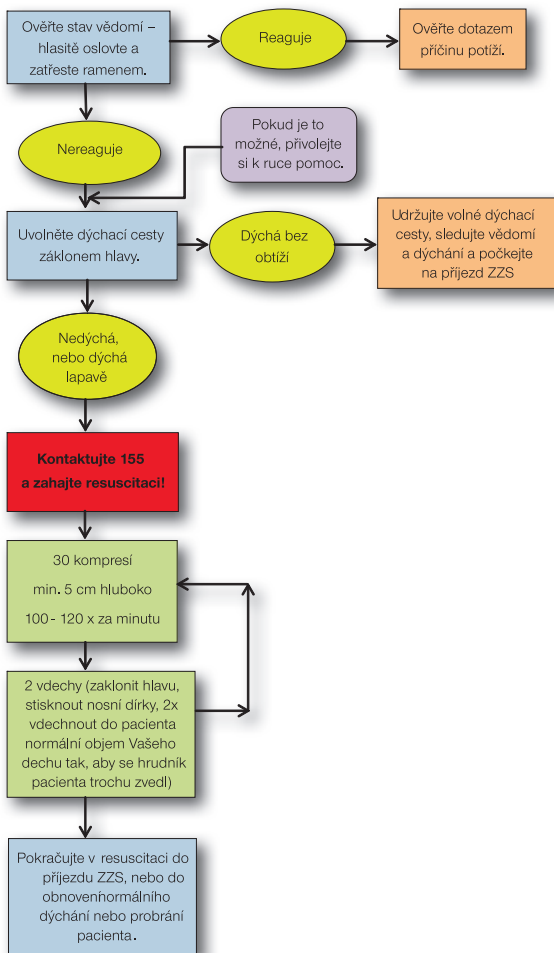 Ověřte stav vědomí –
hlasitě oslovte a
zatřeste ramenem.
Reaguje
Ověřte dotazem
příčinu potíží.
Nereaguje
Pokud je to
možné, přivolejte
si k ruce pomoc.
Uvolněte dýchací cesty
záklonem hlavy.
Dýchá bez
obtíží
Udržujte volné dýchací
cesty, sledujte vědomí
a dýchání a počkejte
na příjezd ZZS
Nedýchá,
nebo dýchá
lapavě
Kontaktujte 155
a zahajte resuscitaci!
30 kompresí
min. 5 cm hluboko
100- 120 x za minutu
2 vdechy (zaklonit hlavu,
stisknout nosní dírky, 2x
vdechnout do pacienta
normální objem Vašeho
dechu tak, aby se hrudník
pacienta trochu zvedl)
Pokračujte v resuscitaci do
příjezdu ZZS, nebo do
obnovenínormálního
dýchání nebo probrání
pacienta.